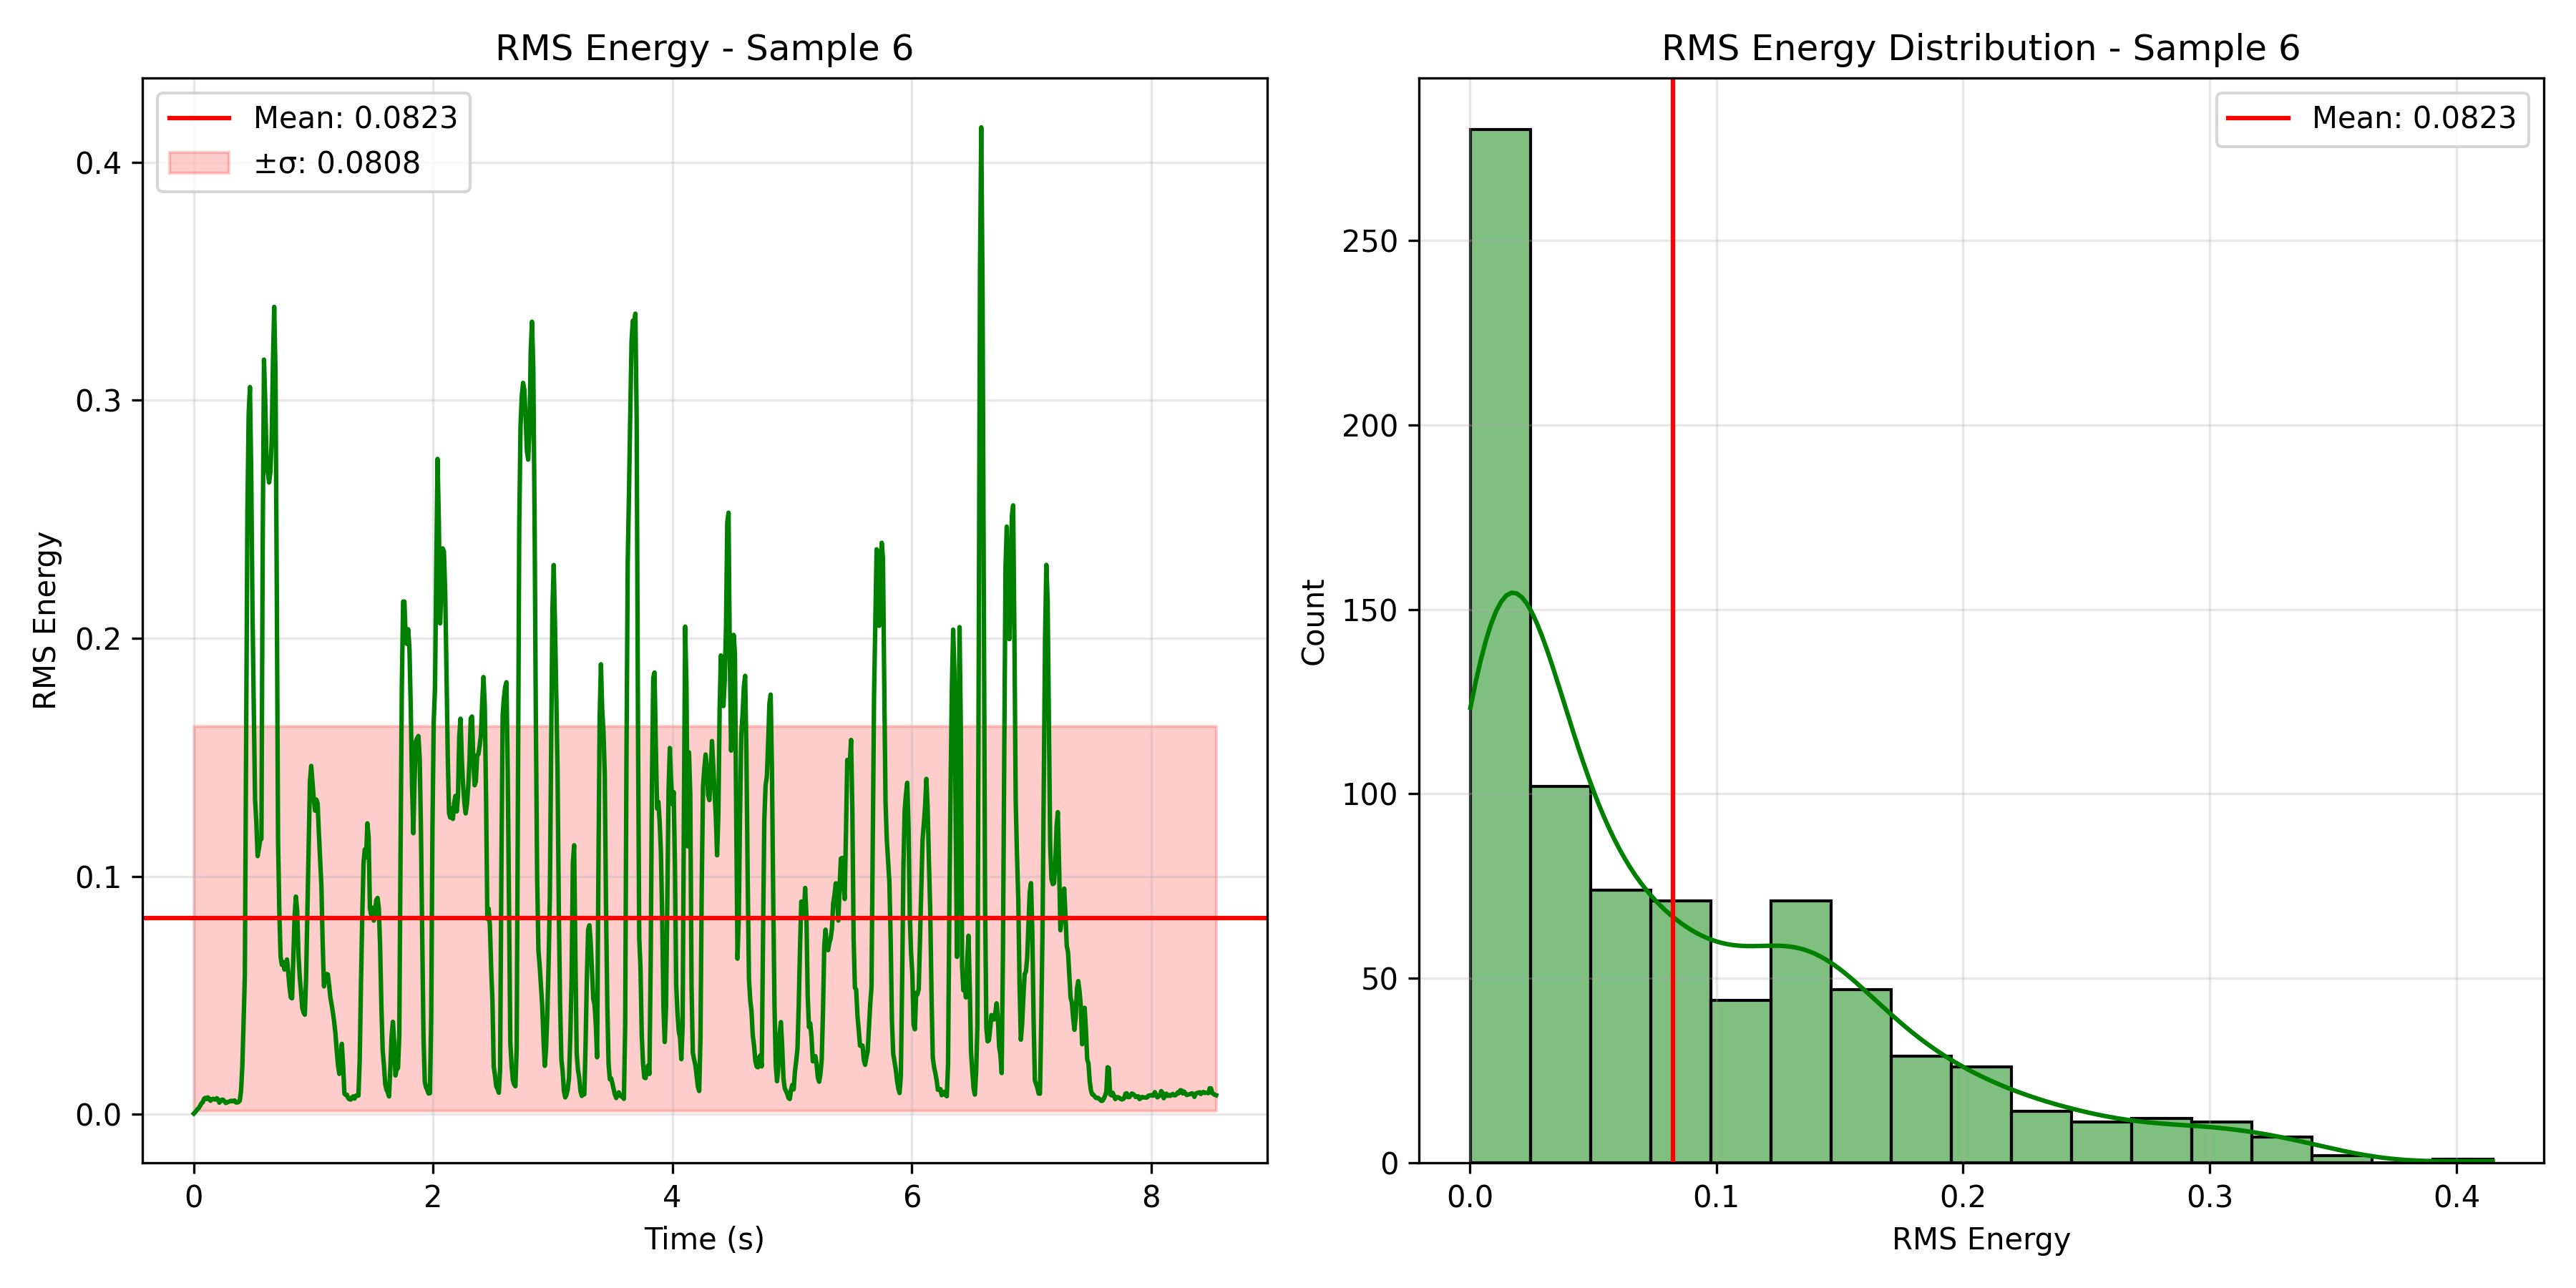 RMS Energy - Sample 6
Mean: 0.0823
±σ: 0.0808
RMS Energy
0.4
0.3
0.2
0.1
0.0
0 2 4 6 8
Time (s)
RMS Energy Distribution - Sample 6
Mean: 0.0823
Count
250
200
150
100
50
0
0.0 0.1 0.2 0.3 0.4
RMS Energy